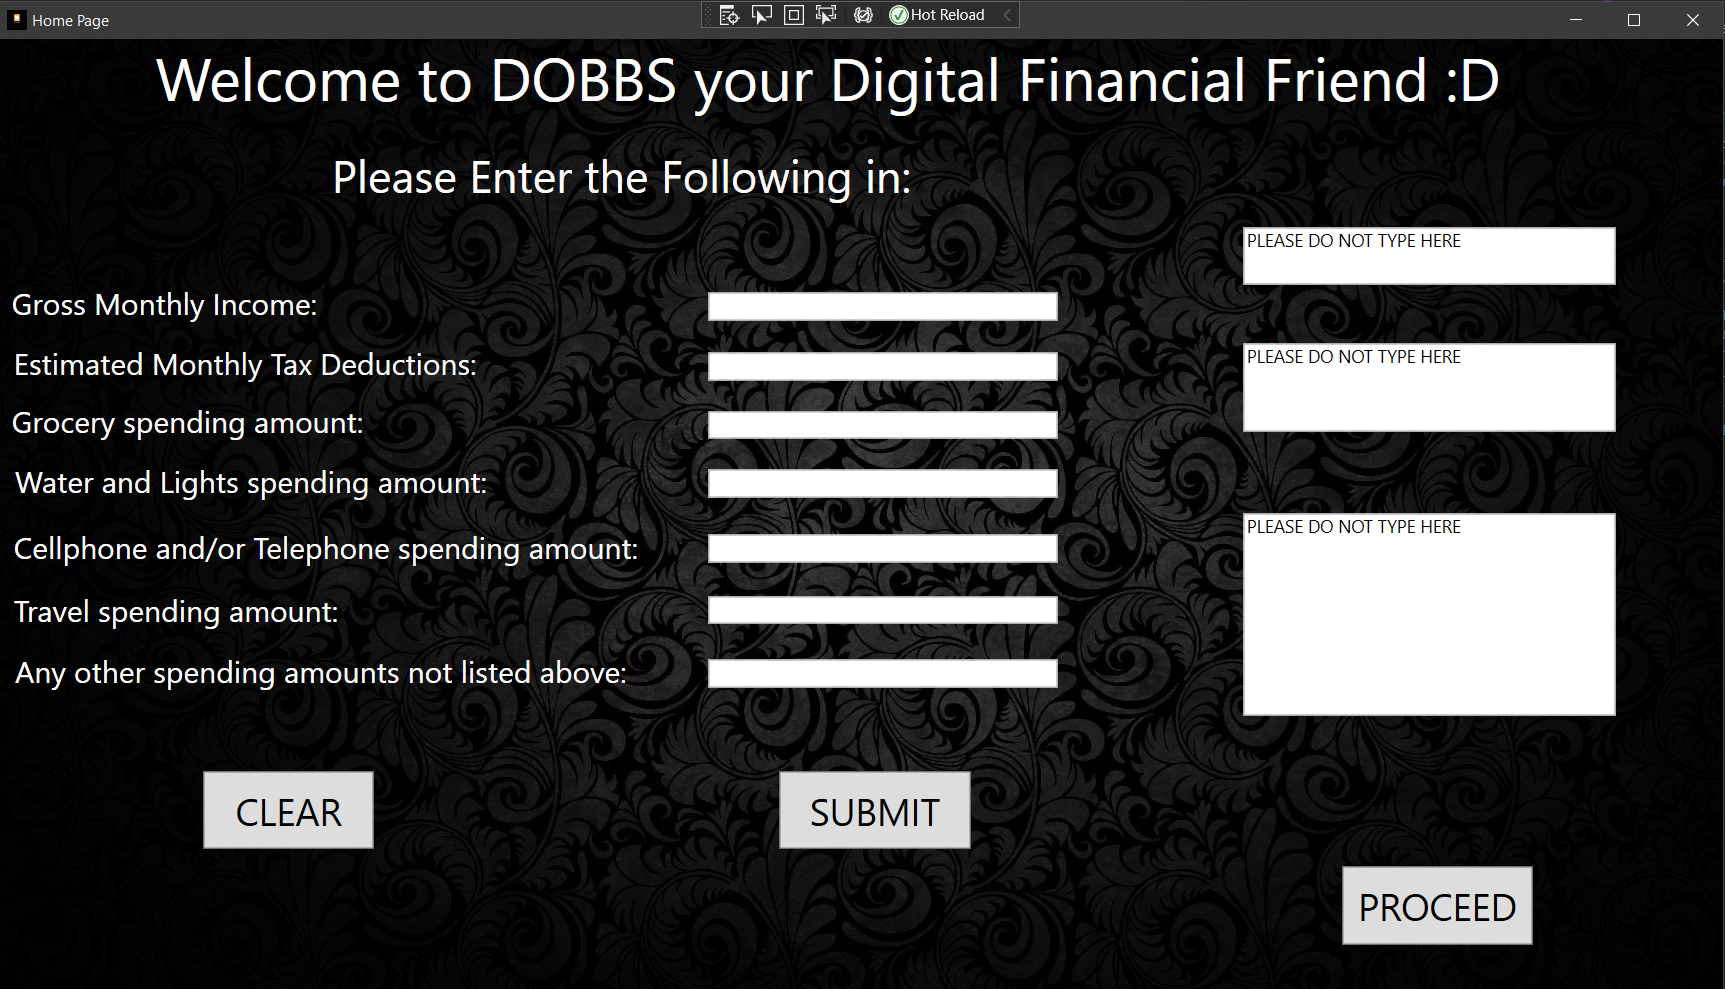 Home Page
Hot Reload
Welcome to DOBBS your Digital Financial Friend :D
Please Enter the Following in:
PLEASE DO NOT TYPE HERE
Gross Monthly Income:
Estimated Monthly Tax Deductions:
PLEASE DO NOT TYPE HERE
Grocery spending amount:
Water and Lights spending amount:
PLEASE DO NOT TYPE HERE
Cellphone and/or Telephone spending amount:
Travel spending amount:
Any other spending amounts not listed above:
CLEAR
SUBMIT
PROCEED